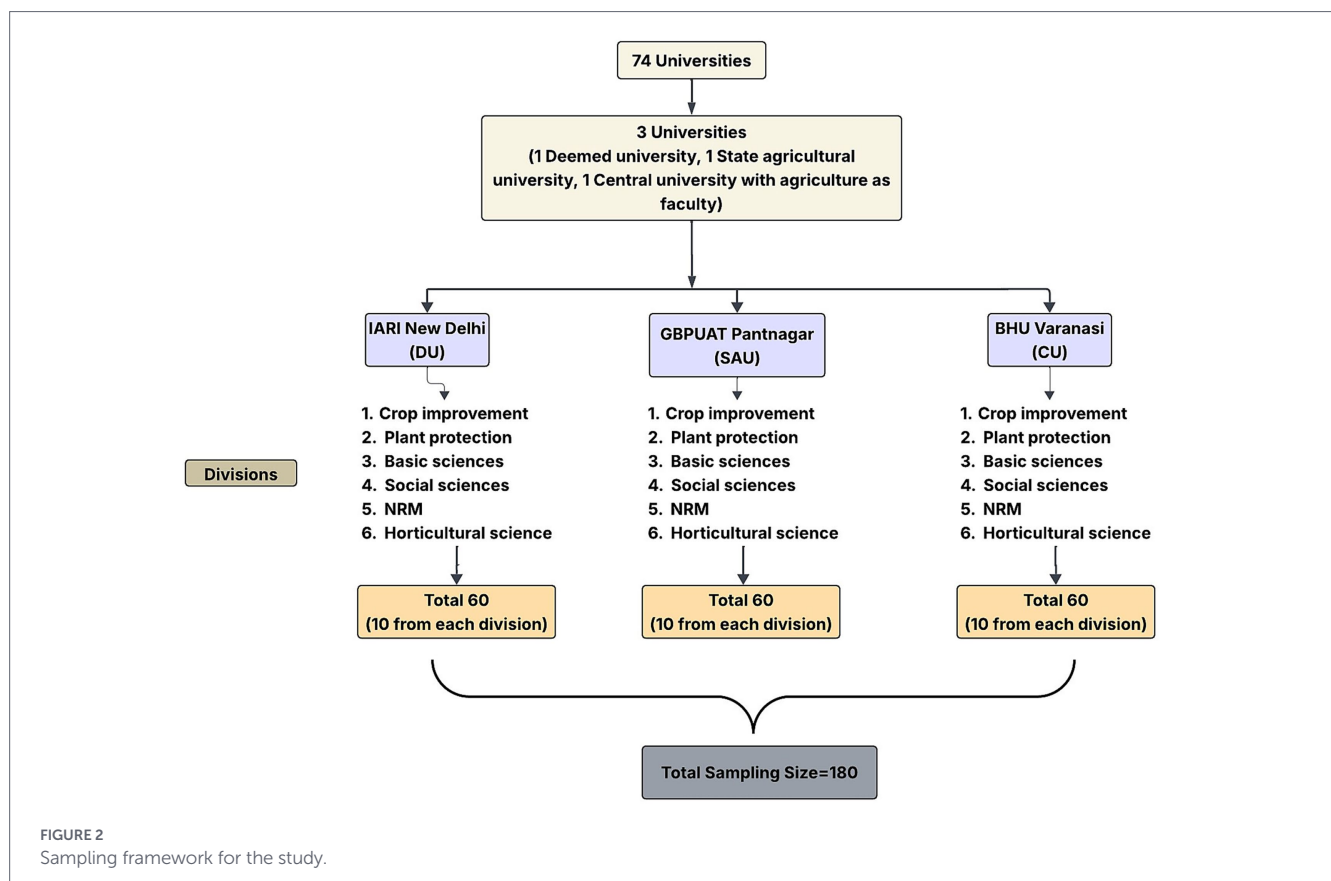 74 Universities
3 Universities
(1 Deemed university, 1 State agricultural
university, 1 Central university with agriculture as
faculty)
IARI New Delhi
(DU)
GBPUAT Pantnagar
(SAU)
BHU Varanasi
(CU)
Divisions
1. Crop improvement
2. Plant protection
3. Basic sciences
4. Social sciences
5. NRM
6. Horticultural science
1. Crop improvement
2. Plant protection
3. Basic sciences
4. Social sciences
5. NRM
6. Horticultural science
1. Crop improvement
2. Plant protection
3. Basic sciences
4. Social sciences
5. NRM
6. Horticultural science
Total 60
(10 from each division)
Total 60
(10 from each division)
Total 60
(10 from each division)
Total Sampling Size=180
FIGURE 2
Sampling framework for the study.